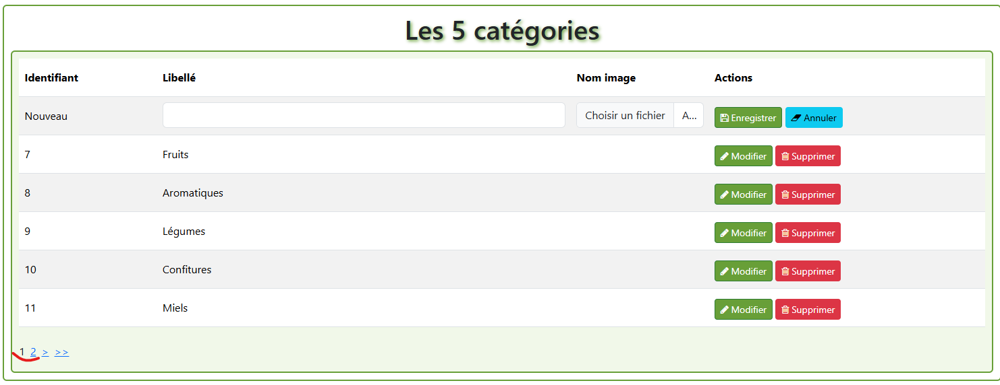 Les 5 catégories
Identifiant Libellé Nom image Actions
Nouveau Choisir un fichier A... Enregistrer Annuler
7 Fruits Modifier Supprimer
8 Aromatiques Modifier Supprimer
9 Légumes Modifier Supprimer
10 Confitures Modifier Supprimer
11 Miels Modifier Supprimer
1 2 > >>